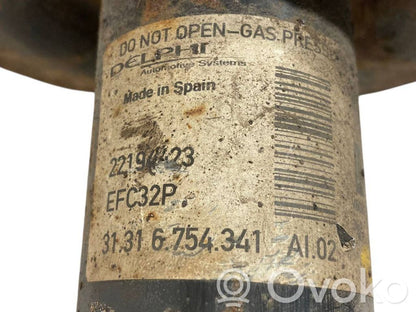 DO NOT OPEN-GAS.PRES
DELPHI
Automotive Systems
Made in Spain
22194423
EFC32P.
31.31 6.754.341 AI.02
Ovoko